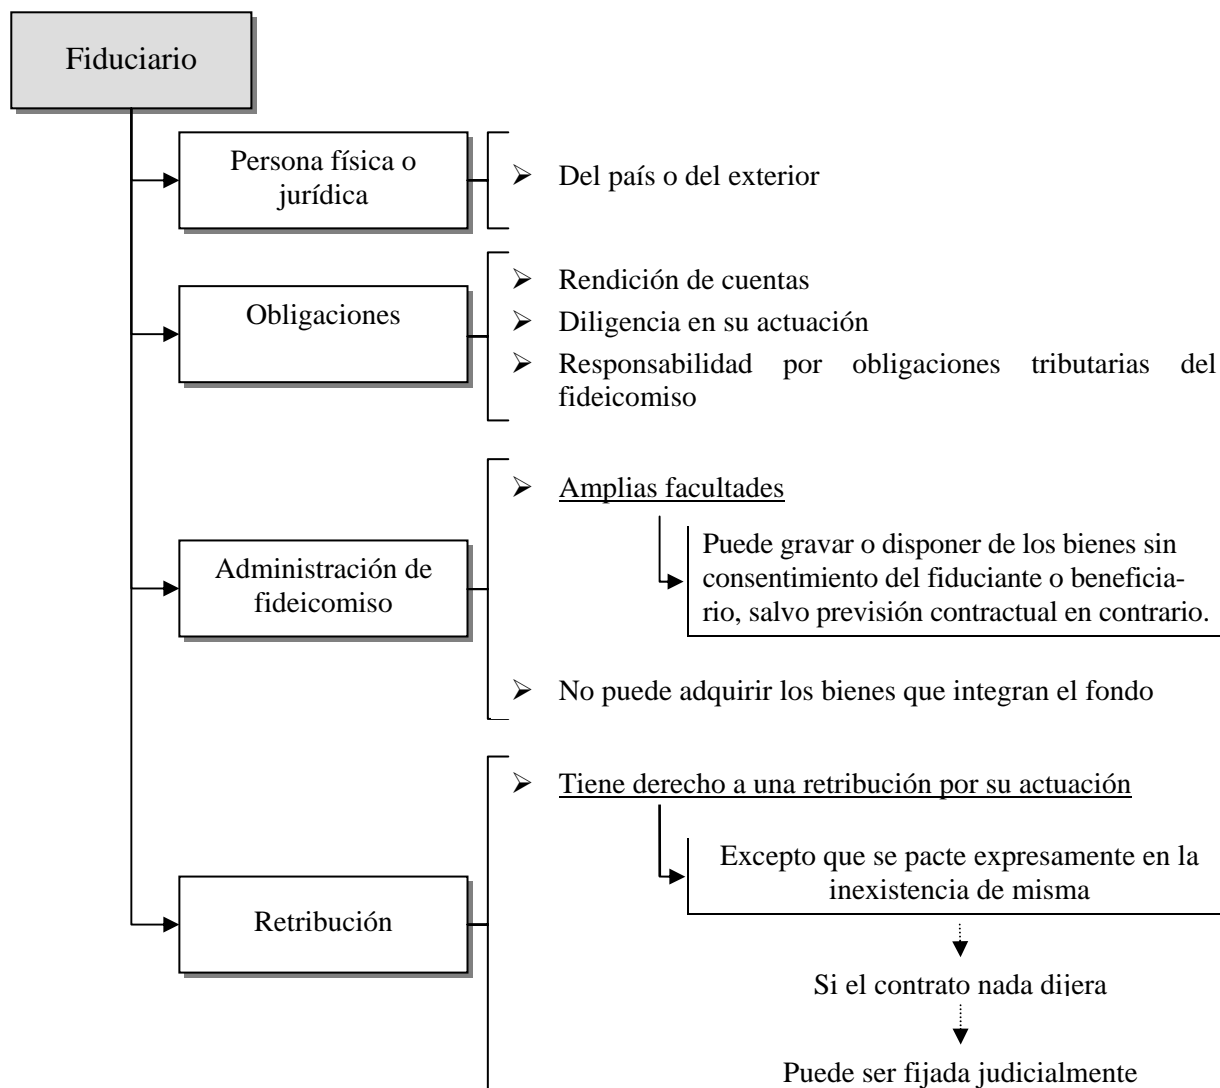 Fiduciario
Persona física o
jurídica
Del país o del exterior
Obligaciones
Rendición de cuentas
Diligencia en su actuación
Responsabilidad por obligaciones tributarias del
fideicomiso
Administración de
fideicomiso
Amplias facultades
Puede gravar o disponer de los bienes sin
consentimiento del fiduciante o beneficia-
rio, salvo previsión contractual en contrario.
No puede adquirir los bienes que integran el fondo
Retribución
Tiene derecho a una retribución por su actuación
Excepto que se pacte expresamente en la
inexistencia de misma
Si el contrato nada dijera
Puede ser fijada judicialmente